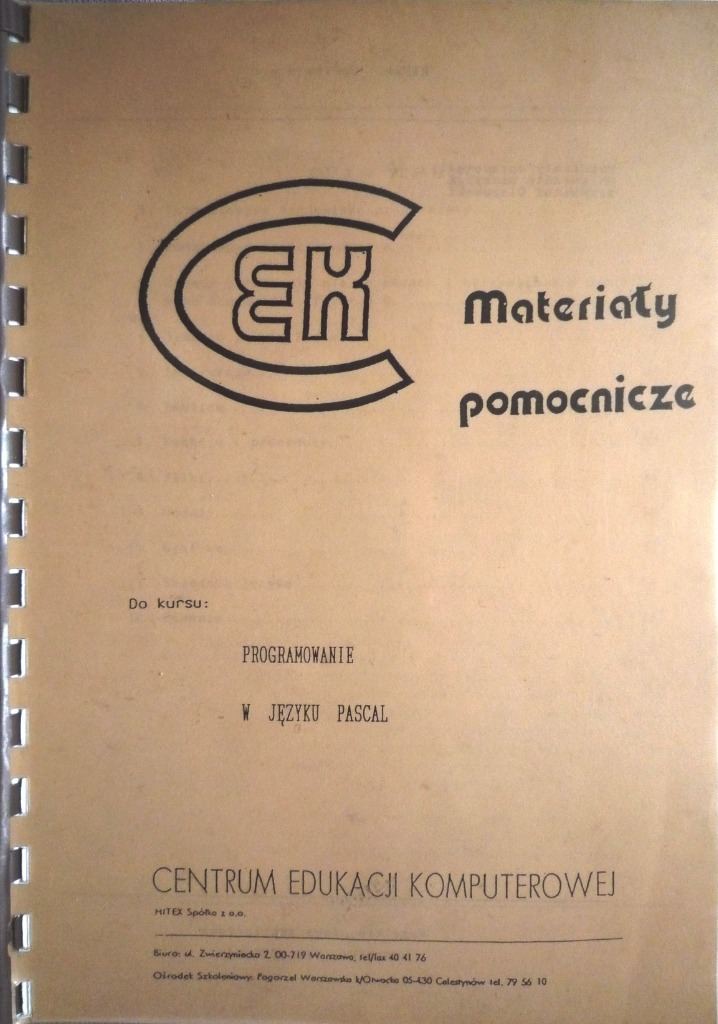 CEK
Materiały
pomocnicze
Do kursu:
PROGRAMOWANIE
W JĘZYKU PASCAL
CENTRUM EDUKACJI KOMPUTEROWEJ
HITEX Spółka z o.o.
Biuro: ul. Zwierzyniecka 2, 00-719 Warszawa, tel/fax 40 41 76
Ośrodek Szkoleniowy: Pogorzel Warszawska k/Otwocka 05-430 Celestynów tel. 79 56 10